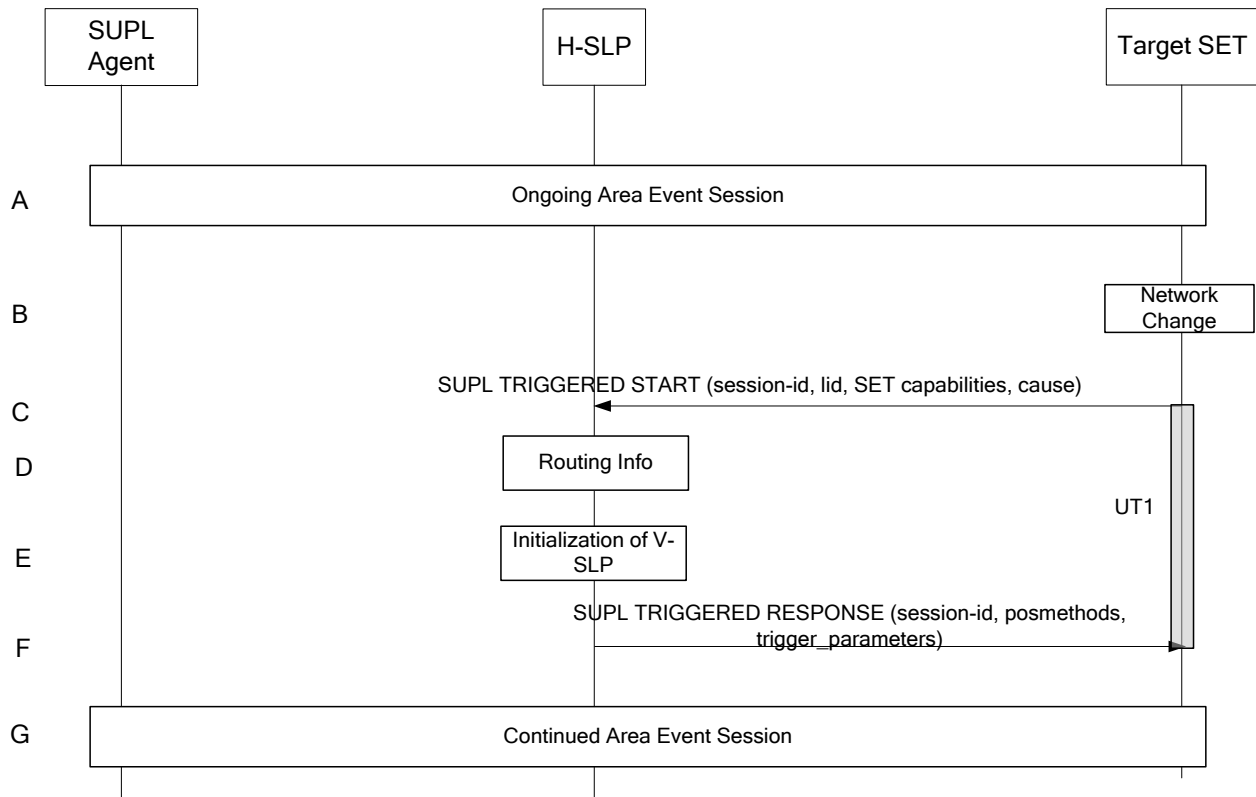 SUPL
Agent
H-SLP
Target SET
A
Ongoing Area Event Session
B
Network
Change
SUPL TRIGGERED START (session-id, lid, SET capabilities, cause)
C
D
Routing Info
UT1
E
Initialization of V-
SLP
SUPL TRIGGERED RESPONSE (session-id, posmethods,
trigger_parameters)
F
G
Continued Area Event Session